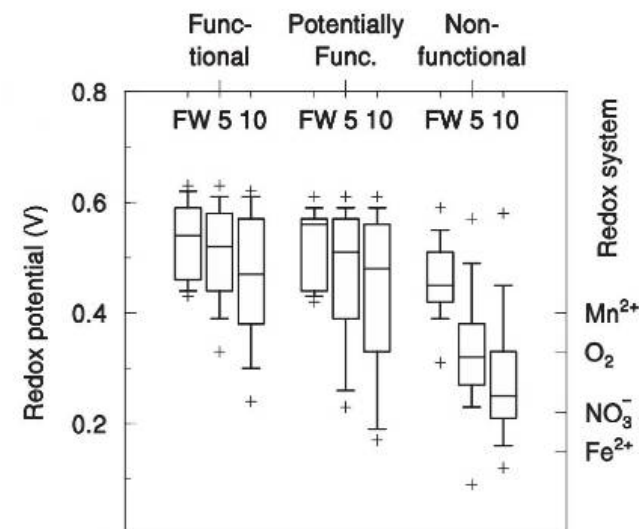 Func-
tional
Potentially
Func.
Non-
functional
0.8
0.6
0.4
0.2
FW 5 10
FW 5 10
FW 5 10
Redox potential (V)
Redox system
Mn²⁺
O₂
NO₃⁻
Fe²⁺